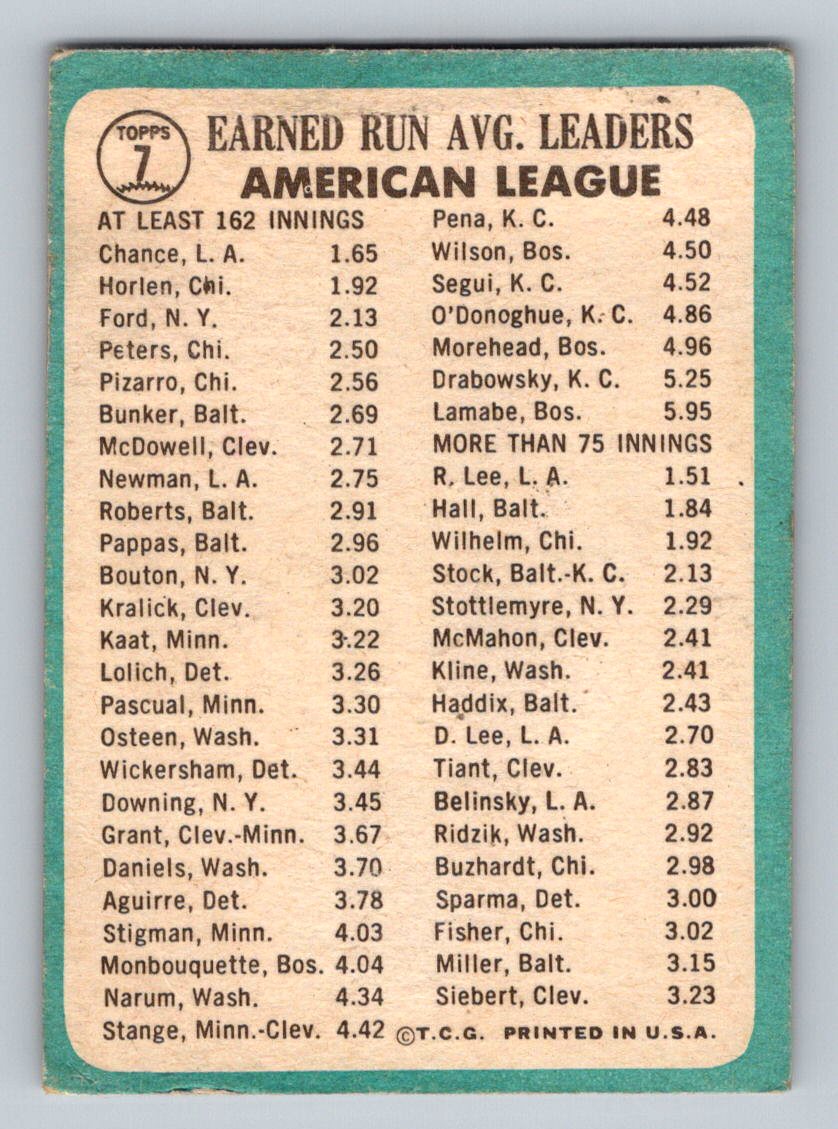 TOPPS
7
EARNED RUN AVG. LEADERS
AMERICAN LEAGUE
AT LEAST 162 INNINGS
Chance, L. A. 1.65
Horlen, Chi. 1.92
Ford, N. Y. 2.13
Peters, Chi. 2.50
Pizarro, Chi. 2.56
Bunker, Balt. 2.69
McDowell, Clev. 2.71
Newman, L. A. 2.75
Roberts, Balt. 2.91
Pappas, Balt. 2.96
Bouton, N. Y. 3.02
Kralick, Clev. 3.20
Kaat, Minn. 3.22
Lolich, Det. 3.26
Pascual, Minn. 3.30
Osteen, Wash. 3.31
Wickersham, Det. 3.44
Downing, N. Y. 3.45
Grant, Clev.-Minn. 3.67
Daniels, Wash. 3.70
Aguirre, Det. 3.78
Stigman, Minn. 4.03
Monbouquette, Bos. 4.04
Narum, Wash. 4.34
Stange, Minn.-Clev. 4.42
Pena, K. C. 4.48
Wilson, Bos. 4.50
Segui, K. C. 4.52
O'Donoghue, K. C. 4.86
Morehead, Bos. 4.96
Drabowsky, K. C. 5.25
Lamabe, Bos. 5.95
MORE THAN 75 INNINGS
R. Lee, L. A. 1.51
Hall, Balt. 1.84
Wilhelm, Chi. 1.92
Stock, Balt.-K. C. 2.13
Stottlemyre, N. Y. 2.29
McMahon, Clev. 2.41
Kline, Wash. 2.41
Haddix, Balt. 2.43
D. Lee, L. A. 2.70
Tiant, Clev. 2.83
Belinsky, L. A. 2.87
Ridzik, Wash. 2.92
Buzhardt, Chi. 2.98
Sparma, Det. 3.00
Fisher, Chi. 3.02
Miller, Balt. 3.15
Siebert, Clev. 3.23
©T.C.G. PRINTED IN U.S.A.